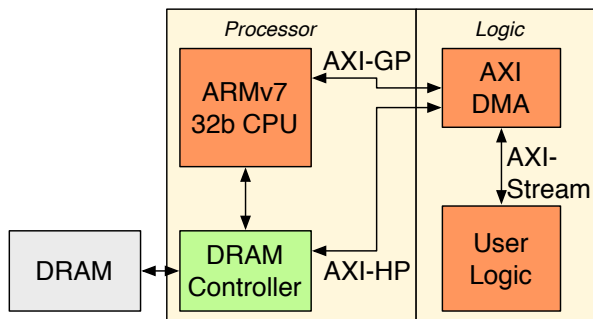 Processor
Logic
AXI-GP
ARMv7
32b CPU
AXI
DMA
AXI-
Stream
DRAM
DRAM
Controller
AXI-HP
User
Logic